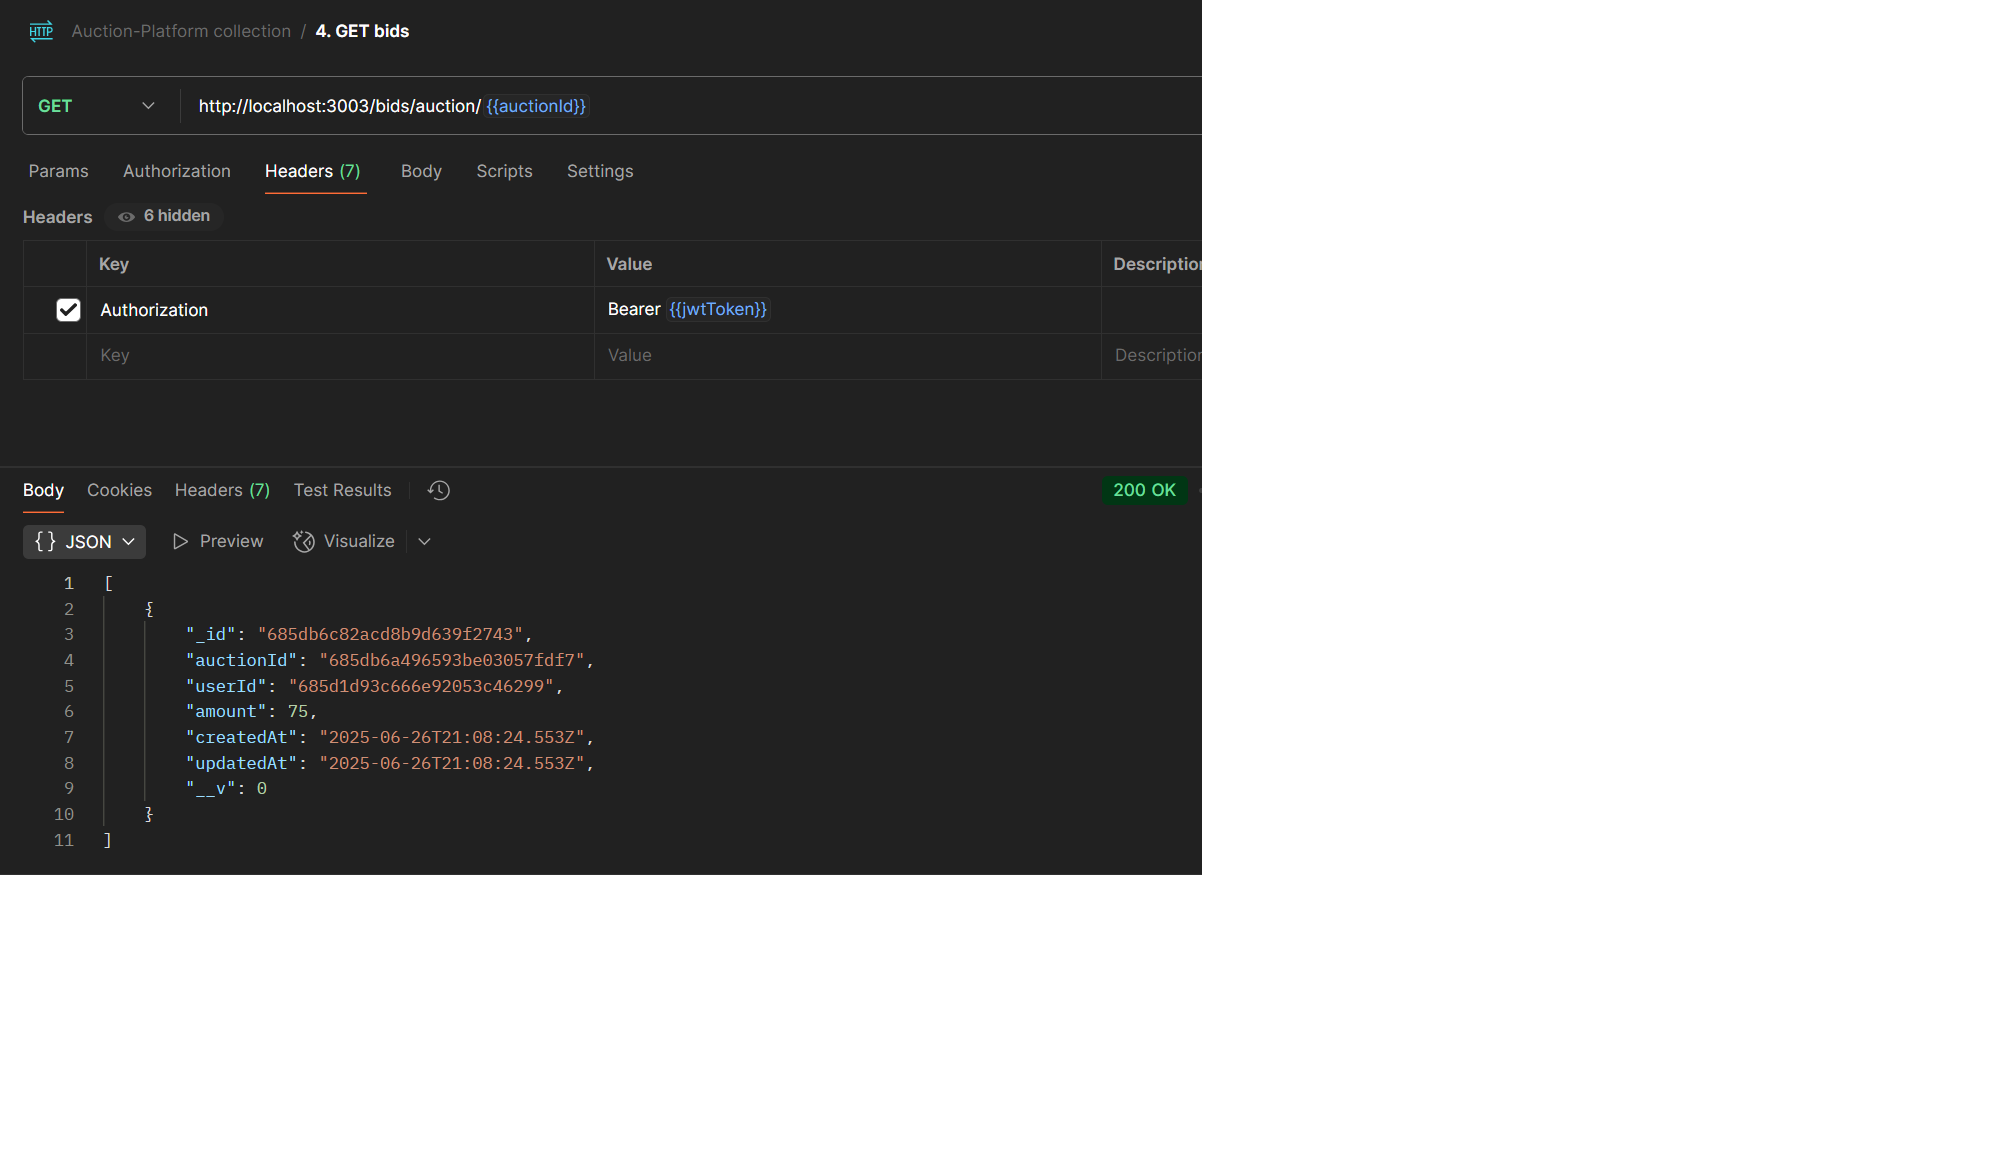 HTTP Auction-Platform collection / 4. GET bids
GET http://localhost:3003/bids/auction/ {{auctionId}}
Params Authorization Headers (7) Body Scripts Settings
Headers 6 hidden
Key Value Description
Authorization Bearer {{jwtToken}}
Key Value Description
Body Cookies Headers (7) Test Results 200 OK
{} JSON Preview Visualize
1 [
2 {
3 "_id": "685db6c82acd8b9d639f2743",
4 "auctionId": "685db6a496593be03057fdf7",
5 "userId": "685d1d93c666e92053c46299",
6 "amount": 75,
7 "createdAt": "2025-06-26T21:08:24.553Z",
8 "updatedAt": "2025-06-26T21:08:24.553Z",
9 "__v": 0
10 }
11 ]